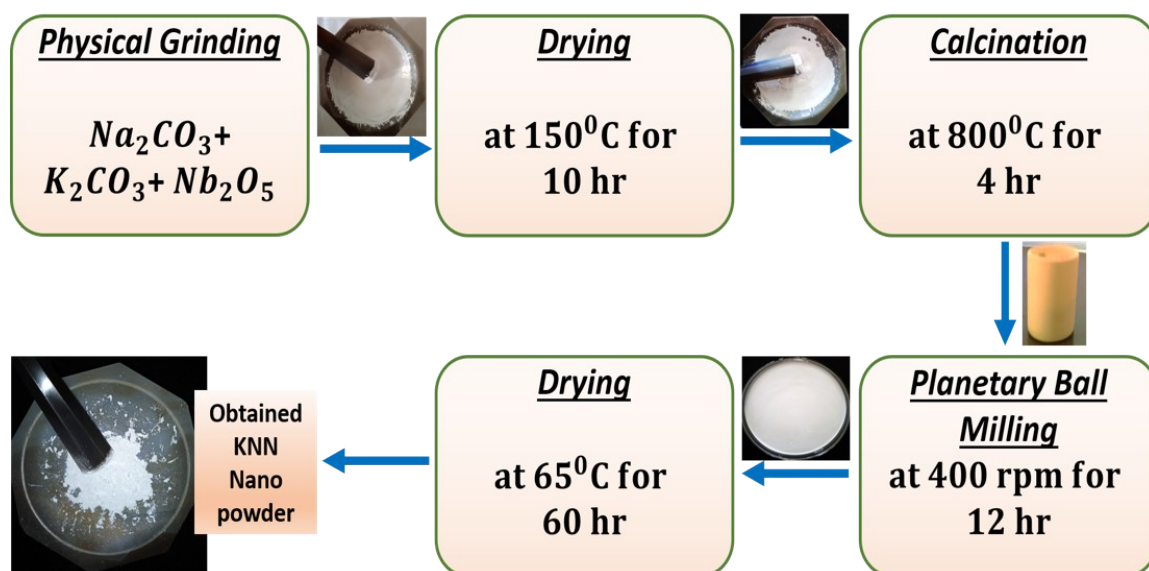 Physical Grinding
Na₂CO₃+
K₂CO₃+ Nb₂O₅
Drying
at 150⁰C for
10 hr
Calcination
at 800⁰C for
4 hr
Planetary Ball
Milling
at 400 rpm for
12 hr
Drying
at 65⁰C for
60 hr
Obtained
KNN
Nano
powder